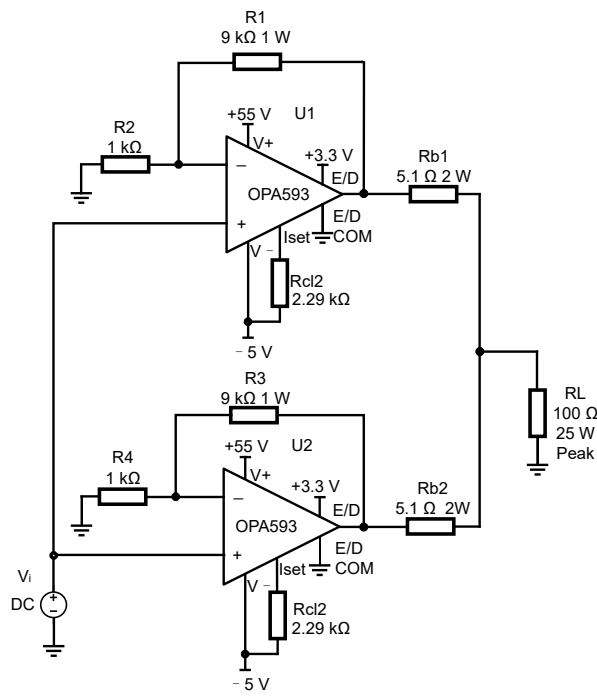 R1
9 kΩ 1 W
+55 V
U1
V+
R2
1 kΩ
+3.3 V
E/D
−
OPA593
Rb1
5.1 Ω 2 W
+
E/D
COM
Iset
V −
Rcl2
2.29 kΩ
− 5 V
R3
9 kΩ 1 W
+55 V
U2
V+
RL
100 Ω
25 W
Peak
R4
1 kΩ
+3.3 V
E/D
−
OPA593
Rb2
5.1 Ω 2W
+
E/D
COM
Iset
V −
Vi
DC
+
−
Rcl2
2.29 kΩ
− 5 V